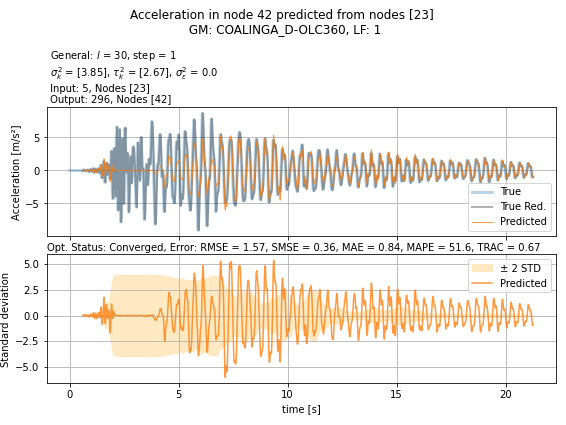 Acceleration in node 42 predicted from nodes [23]
GM: COALINGA_D-OLC360, LF: 1
General: l = 30, step = 1
σ²ₖ = [3.85], τ²ₖ = [2.67], σ²ε = 0.0
Input: 5, Nodes [23]
Output: 296, Nodes [42]
Acceleration [m/s²]
5
0
−5
True
True Red.
Predicted
Opt. Status: Converged, Error: RMSE = 1.57, SMSE = 0.36, MAE = 0.84, MAPE = 51.6, TRAC = 0.67
Standard deviation
5.0
2.5
0.0
−2.5
−5.0
± 2 STD
Predicted
0 5 10 15 20
time [s]